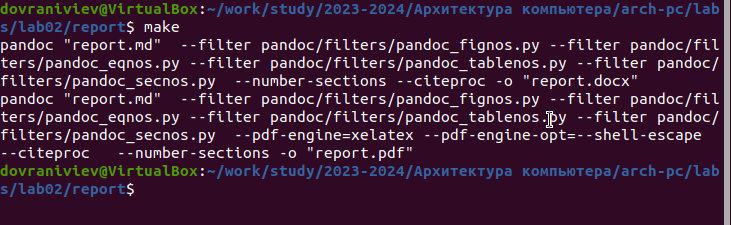 dovraniviev@VirtualBox:~/work/study/2023-2024/Архитектура компьютера/arch-pc/lab
s/lab02/report$ make
pandoc "report.md"  --filter pandoc/filters/pandoc_fignos.py --filter pandoc/fil
ters/pandoc_eqnos.py --filter pandoc/filters/pandoc_tablenos.py --filter pandoc/
filters/pandoc_secnos.py  --number-sections --citeproc -o "report.docx"
pandoc "report.md"  --filter pandoc/filters/pandoc_fignos.py --filter pandoc/fil
ters/pandoc_eqnos.py --filter pandoc/filters/pandoc_tablenos.py --filter pandoc/
filters/pandoc_secnos.py  --pdf-engine=xelatex --pdf-engine-opt=--shell-escape
--citeproc   --number-sections -o "report.pdf"
dovraniviev@VirtualBox:~/work/study/2023-2024/Архитектура компьютера/arch-pc/lab
s/lab02/report$